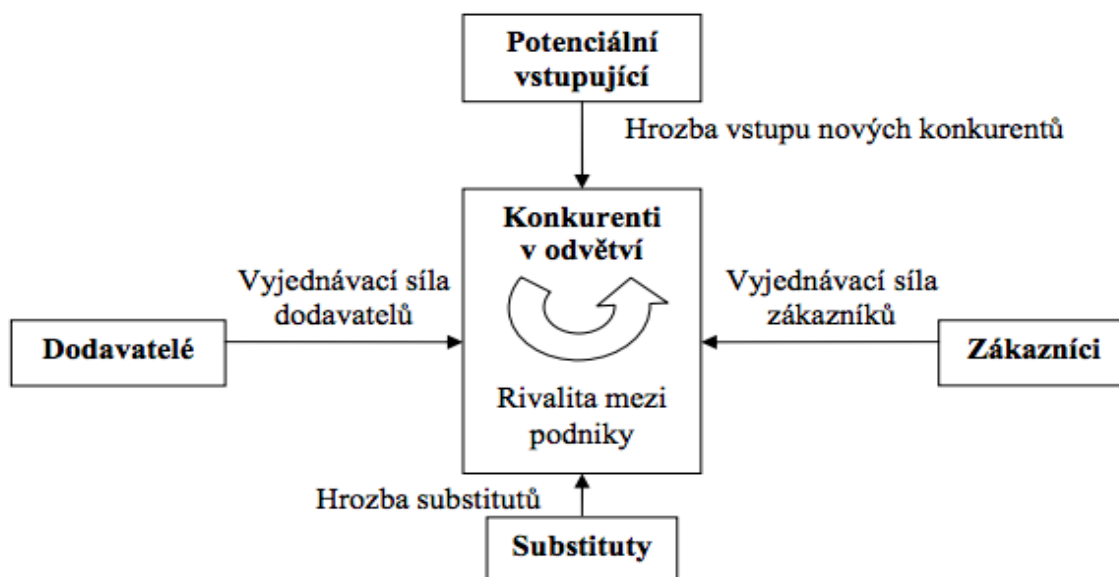 Potenciální
vstupující
Hrozba vstupu nových konkurentů
Konkurenti
v odvětví
Vyjednávací síla
dodavatelů
Vyjednávací síla
zákazníků
Dodavatelé
Zákazníci
Rivalita mezi
podniky
Hrozba substitutů
Substituty